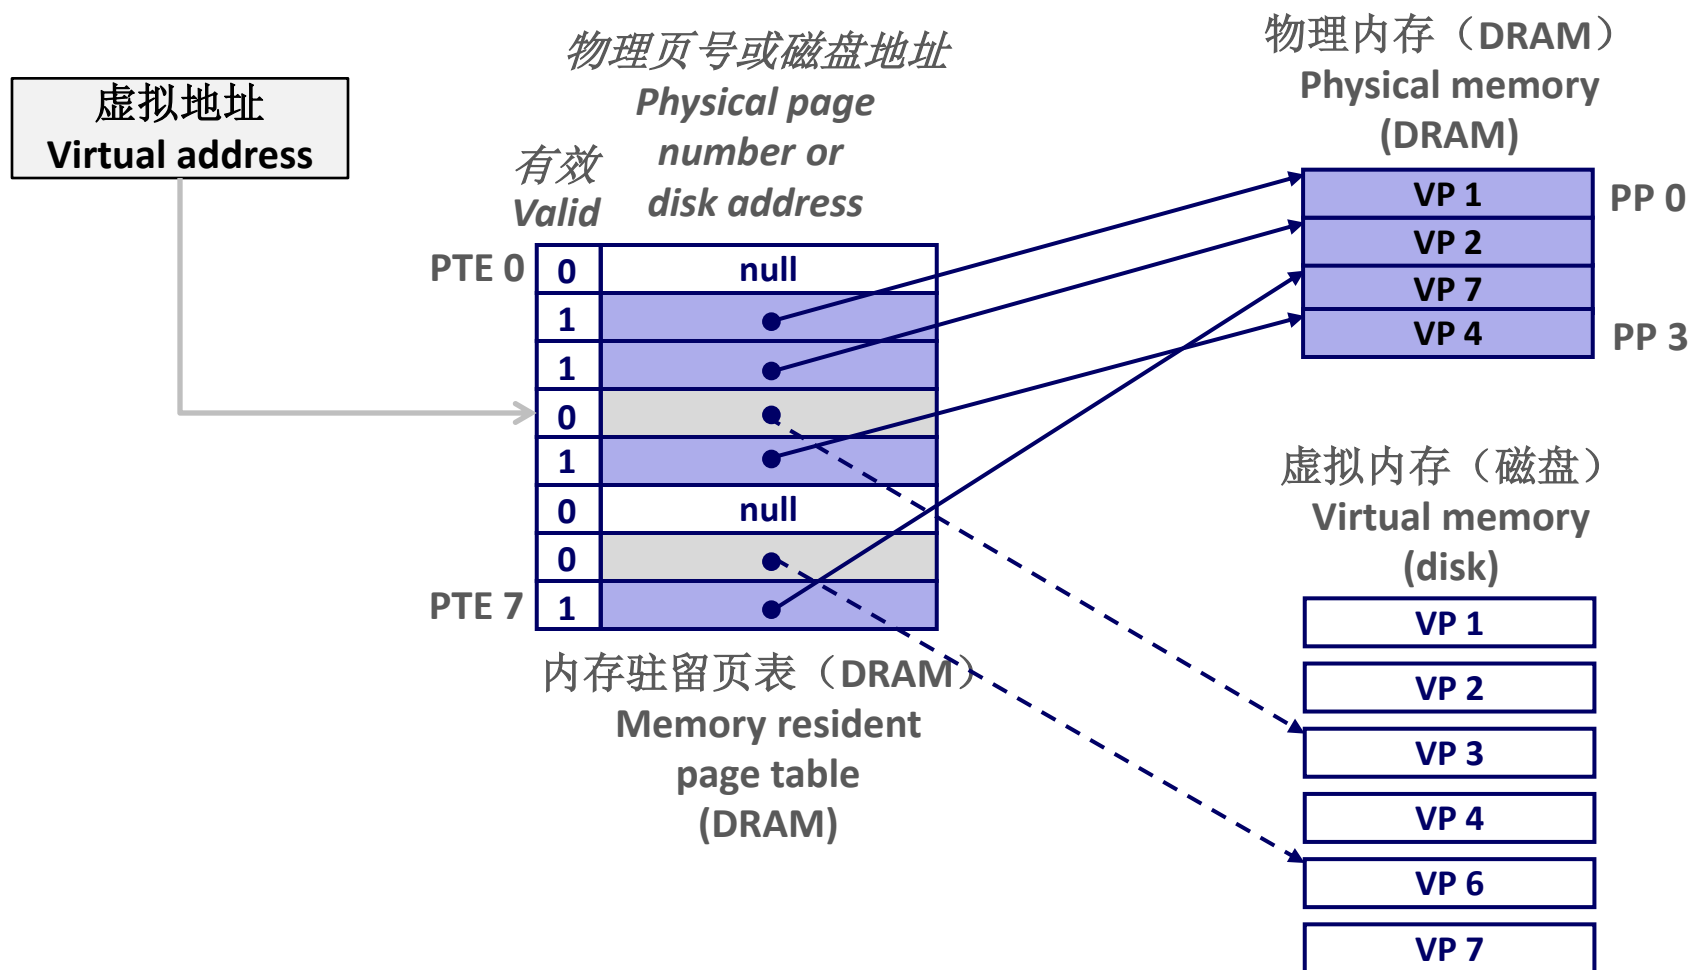 虚拟地址
Virtual address
物理页号或磁盘地址
Physical page
number or
disk address
有效
Valid
PTE 0
0
null
1
1
0
1
0
null
0
PTE 7
1
内存驻留页表（DRAM）
Memory resident
page table
(DRAM)
物理内存（DRAM）
Physical memory
(DRAM)
VP 1
PP 0
VP 2
VP 7
VP 4
PP 3
虚拟内存（磁盘）
Virtual memory
(disk)
VP 1
VP 2
VP 3
VP 4
VP 6
VP 7